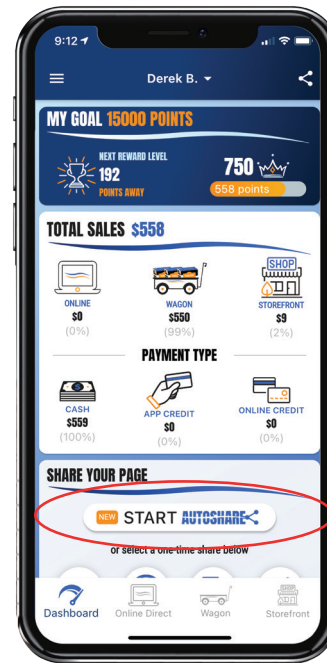 9:12
Derek B.
MY GOAL 15000 POINTS
NEXT REWARD LEVEL
192
POINTS AWAY
750
558 points
TOTAL SALES $558
SHOP
ONLINE
$0
(0%)
WAGON
$550
(99%)
STOREFRONT
$9
(2%)
PAYMENT TYPE
CASH
$559
(100%)
APP CREDIT
$0
(0%)
ONLINE CREDIT
$0
(0%)
SHARE YOUR PAGE
NEW START AUTOSHARE
or select a one-time share below
Dashboard
Online Direct
Wagon
SHOP
Storefront